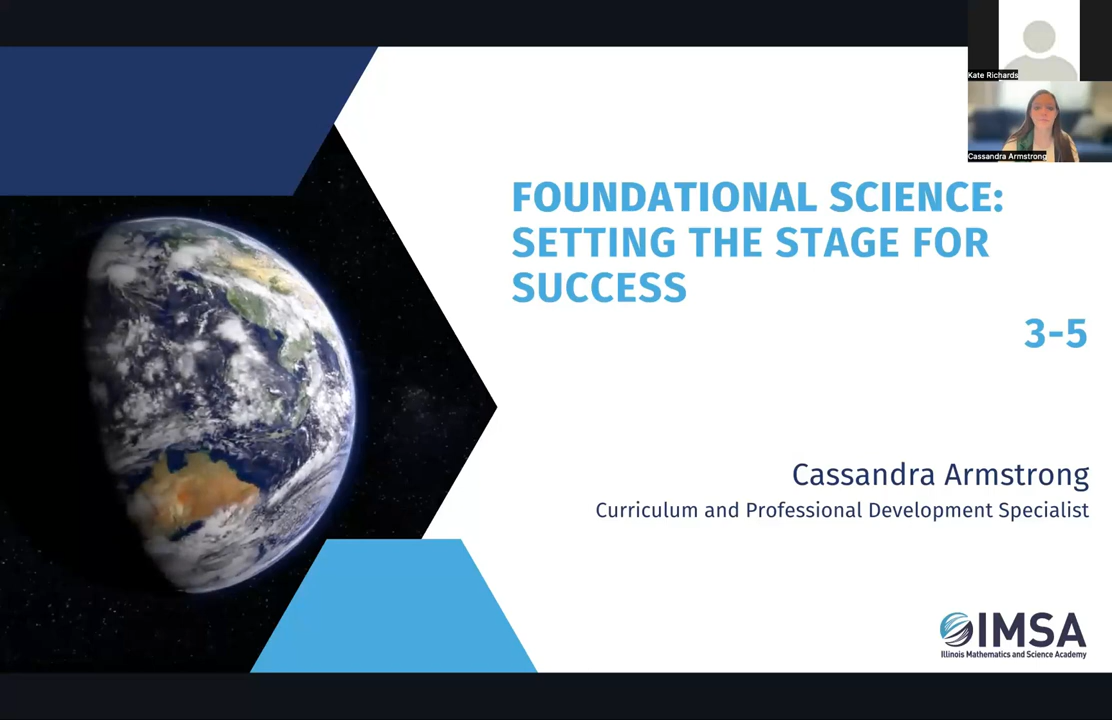 Kate Richards
Cassandra Armstrong
FOUNDATIONAL SCIENCE:
SETTING THE STAGE FOR
SUCCESS
3-5
Cassandra Armstrong
Curriculum and Professional Development Specialist
IMSA
Illinois Mathematics and Science Academy